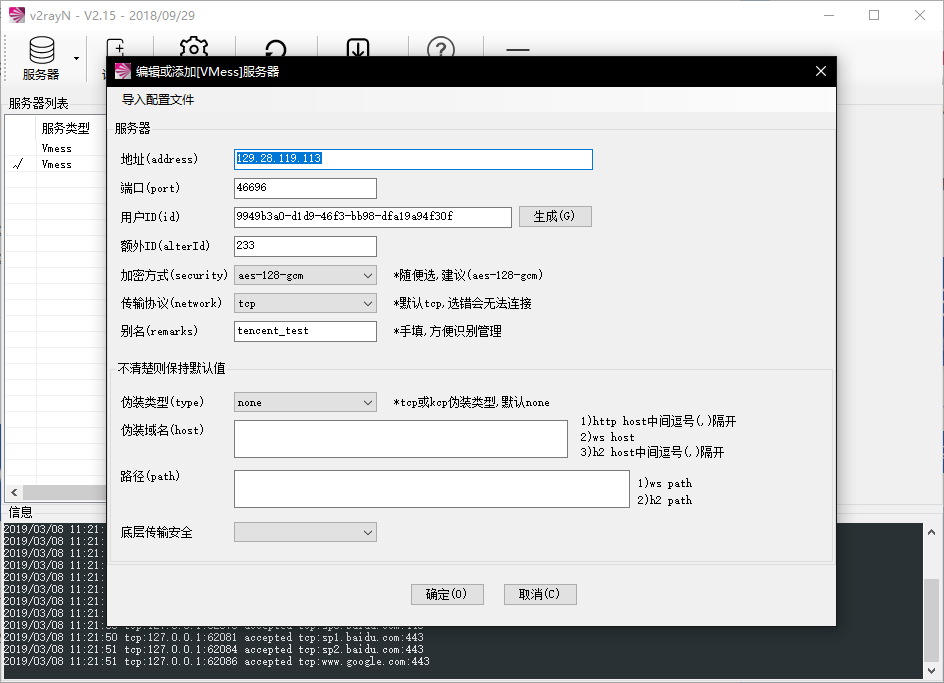 v2rayN - V2.15 - 2018/09/29
服务器
服务器列表
服务类型
Vmess
Vmess
编辑或添加[VMess]服务器
导入配置文件
服务器
地址(address)
129.28.119.113
端口(port)
46696
用户ID(id)
9949b3a0-d1d9-46f3-bb98-dfa19a94f30f
生成(G)
额外ID(alterId)
233
加密方式(security)
aes-128-gcm
*随便选,建议(aes-128-gcm)
传输协议(network)
tcp
*默认tcp,选错会无法连接
别名(remarks)
tencent_test
*手填,方便识别管理
不清楚则保持默认值
伪装类型(type)
none
*tcp或kcp伪装类型,默认none
伪装域名(host)
1)http host中间逗号(,)隔开
2)ws host
3)h2 host中间逗号(,)隔开
路径(path)
1)ws path
2)h2 path
底层传输安全
确定(O)
取消(C)
信息
2019/03/08 11:21:
2019/03/08 11:21:
2019/03/08 11:21:
2019/03/08 11:21:
2019/03/08 11:21:
2019/03/08 11:21:
2019/03/08 11:21:
2019/03/08 11:21:
2019/03/08 11:21:50 tcp:127.0.0.1:62081 accepted tcp:sp1.baidu.com:443
2019/03/08 11:21:51 tcp:127.0.0.1:62084 accepted tcp:sp2.baidu.com:443
2019/03/08 11:21:51 tcp:127.0.0.1:62086 accepted tcp:www.google.com:443